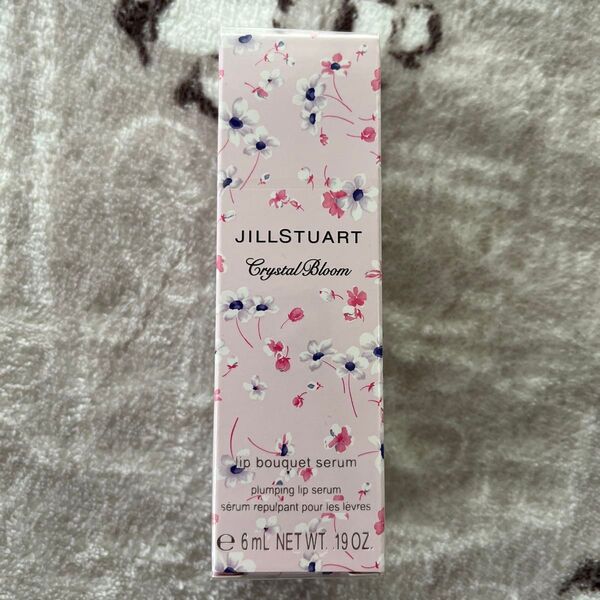 JILLSTUART
Crystal Bloom
lip bouquet serum
plumping lip serum
sérum repulpant pour les lèvres
℮ 6 mL NET WT. .19 OZ.